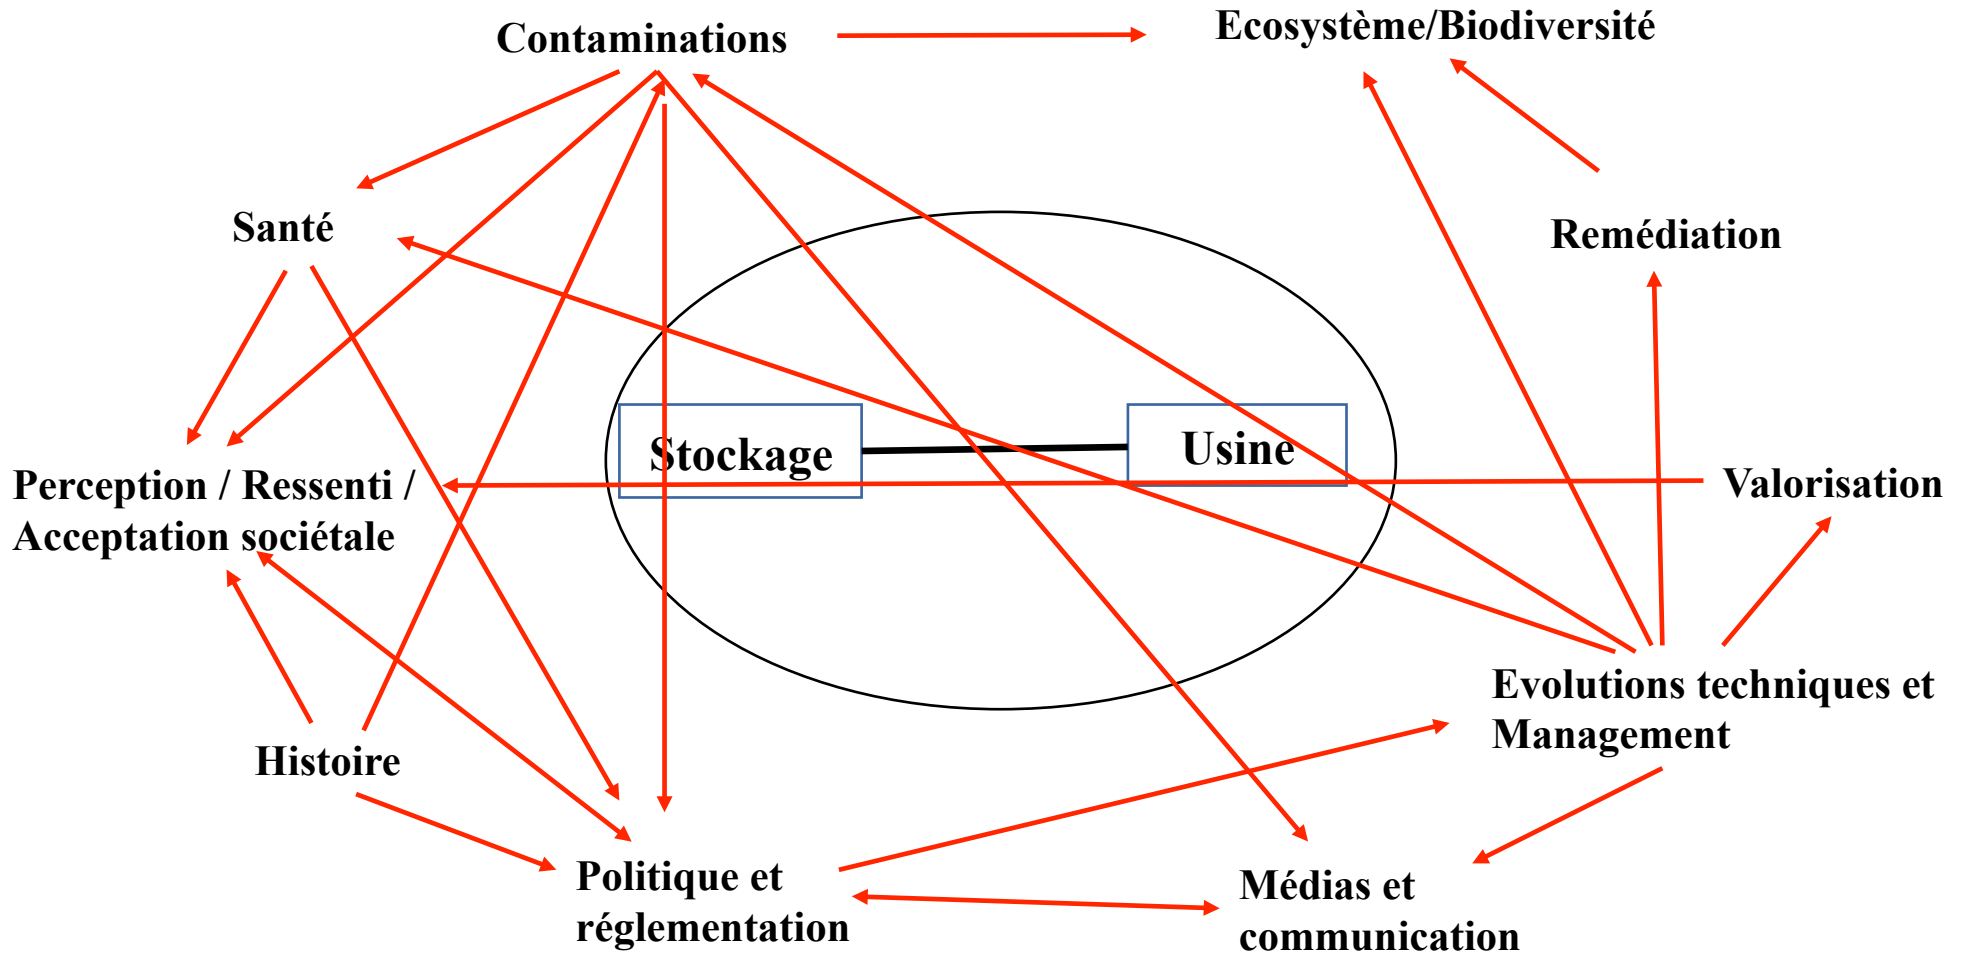 Contaminations
Ecosystème/Biodiversité
Santé
Remédiation
Stockage
Usine
Perception / Ressenti /
Acceptation sociétale
Valorisation
Evolutions techniques et
Management
Histoire
Politique et
réglementation
Médias et
communication